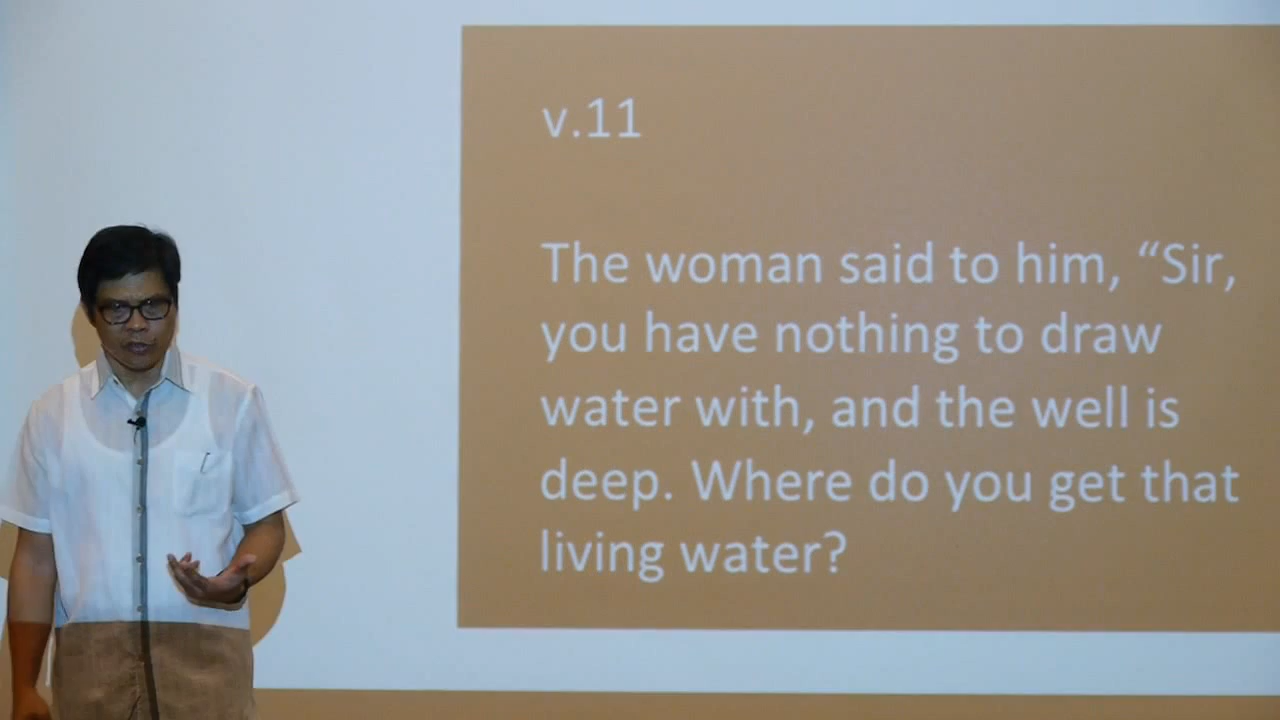 v.11
The woman said to him, “Sir,
you have nothing to draw
water with, and the well is
deep. Where do you get that
living water?